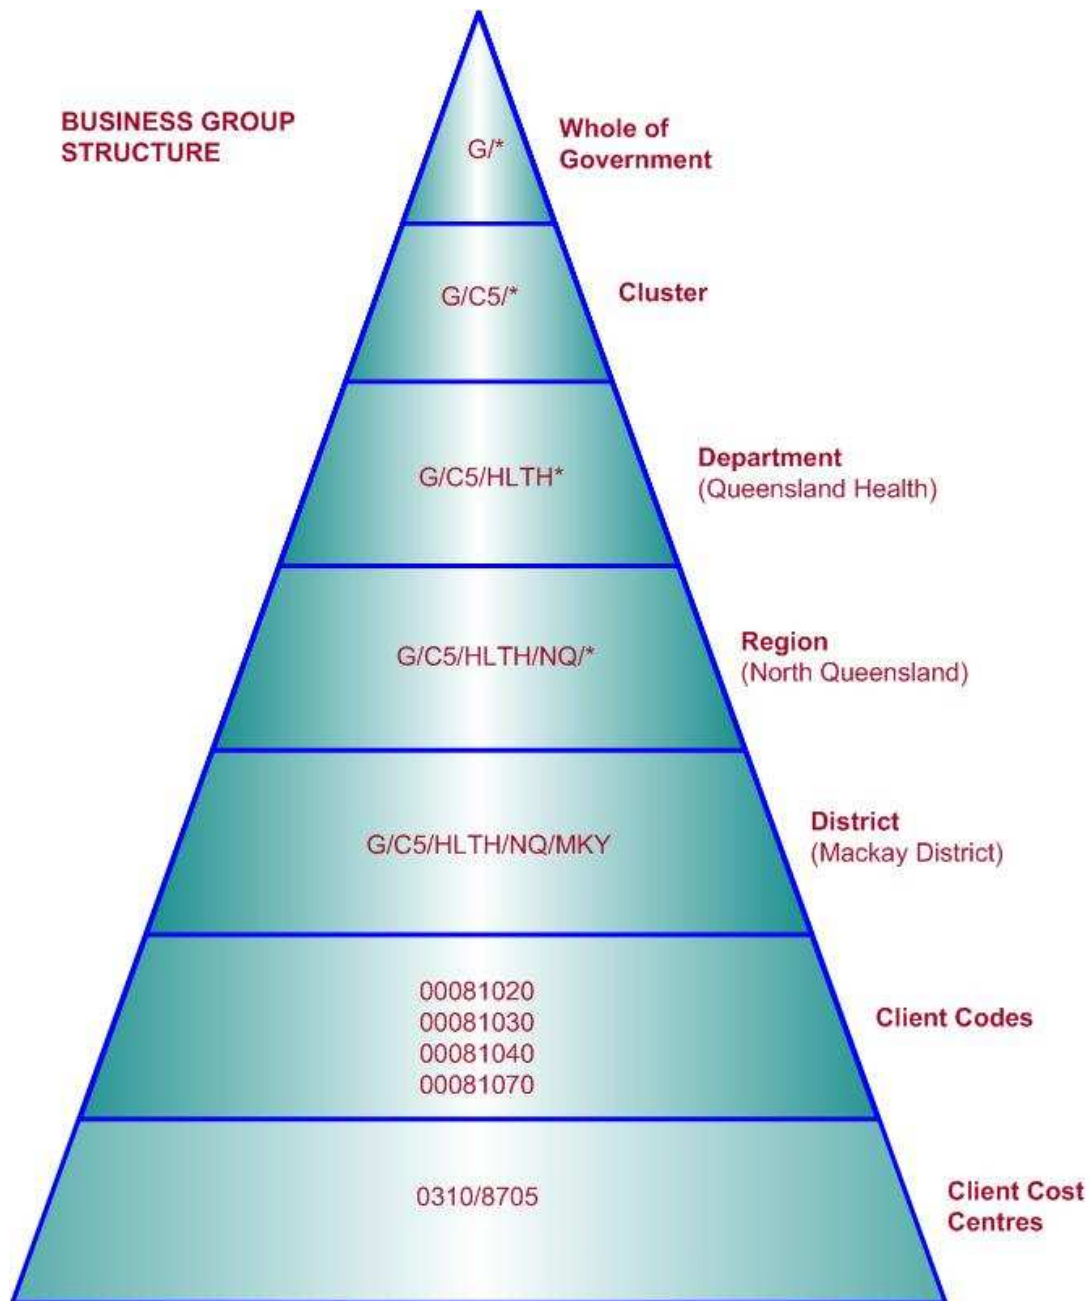 BUSINESS GROUP
STRUCTURE
G/*
Whole of
Government
G/C5/*
Cluster
G/C5/HLTH*
Department
(Queensland Health)
G/C5/HLTH/NQ/*
Region
(North Queensland)
G/C5/HLTH/NQ/MKY
District
(Mackay District)
00081020
00081030
00081040
00081070
Client Codes
0310/8705
Client Cost
Centres